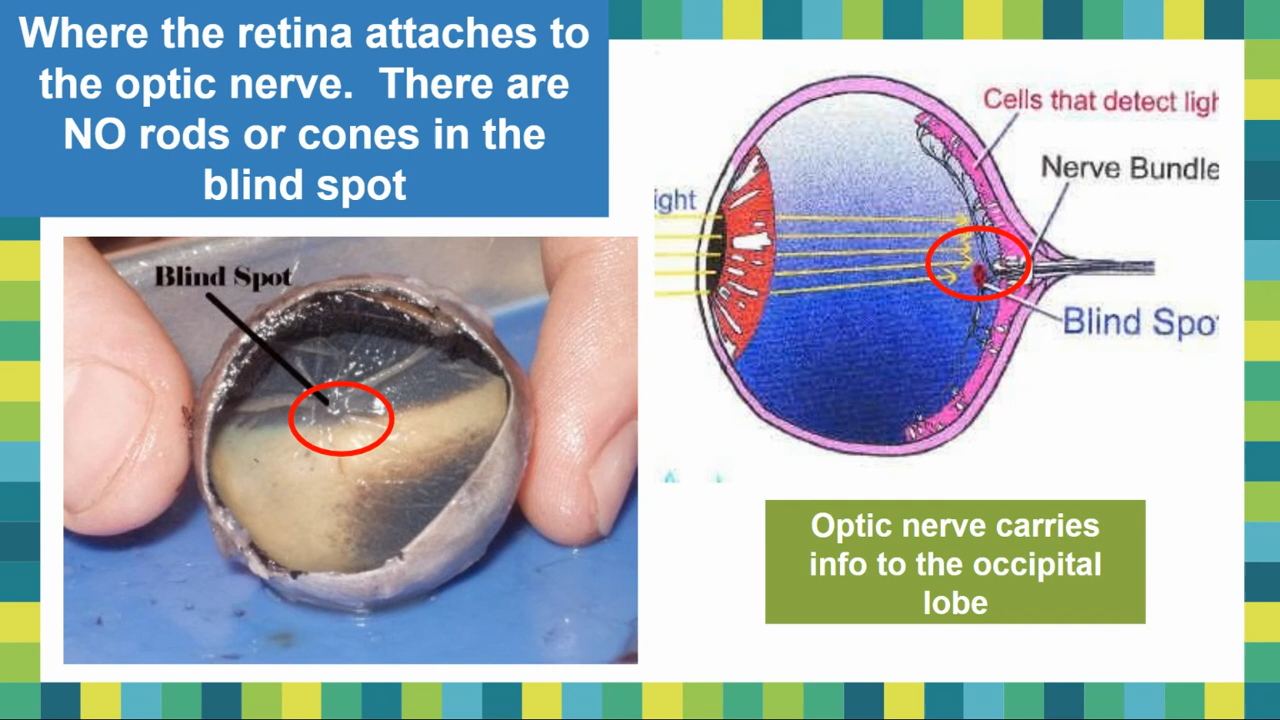 Where the retina attaches to
the optic nerve. There are
NO rods or cones in the
blind spot
Blind Spot
Cells that detect ligh
Nerve Bundle
ight
Blind Spo
Optic nerve carries
info to the occipital
lobe